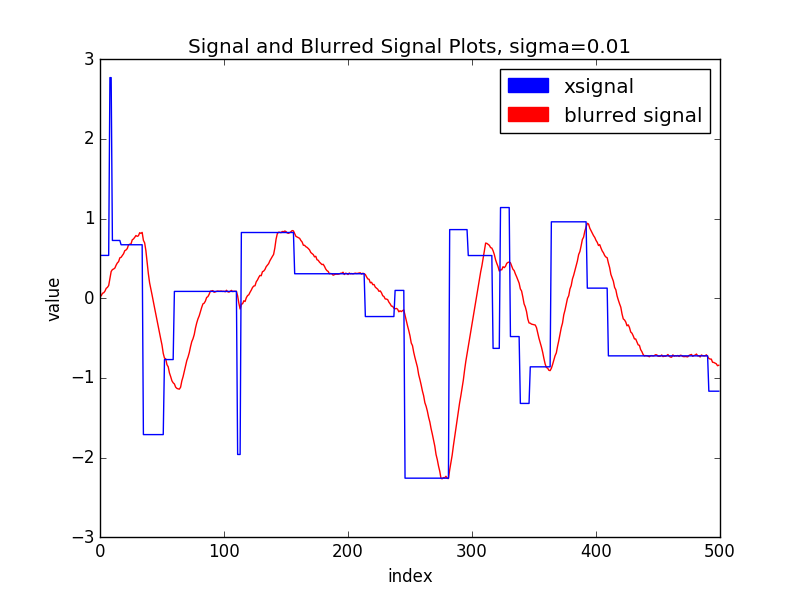 Signal and Blurred Signal Plots, sigma=0.01
xsignal
blurred signal
value
3
2
1
0
−1
−2
−3
0 100 200 300 400 500
index